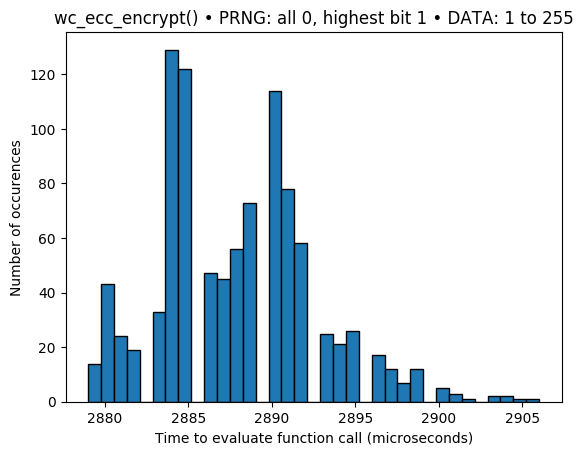 wc_ecc_encrypt() • PRNG: all 0, highest bit 1 • DATA: 1 to 255
120
100
80
60
40
20
0
Number of occurences
2880 2885 2890 2895 2900 2905
Time to evaluate function call (microseconds)